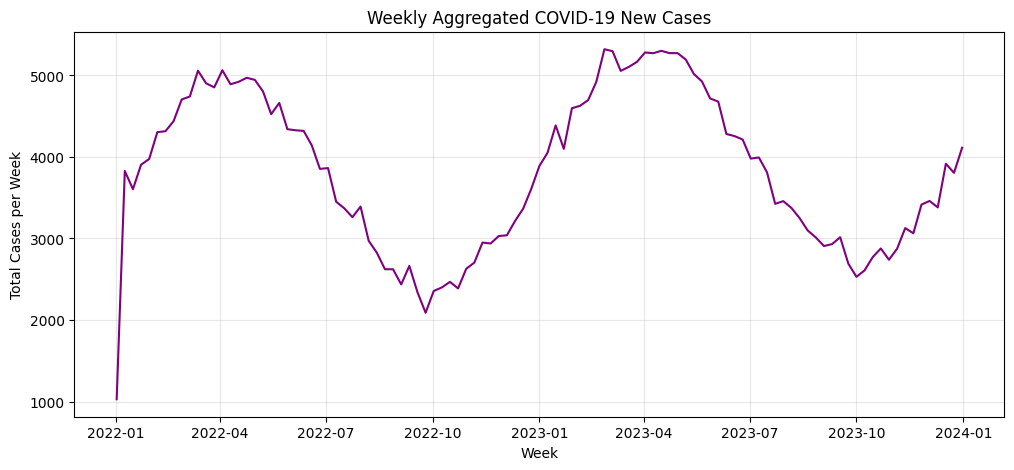 Weekly Aggregated COVID-19 New Cases
Total Cases per Week
5000
4000
3000
2000
1000
2022-01 2022-04 2022-07 2022-10 2023-01 2023-04 2023-07 2023-10 2024-01
Week